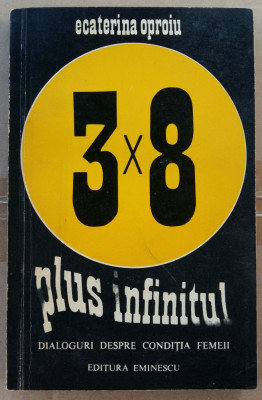 ecaterina oproiu
3x8
plus infinitul
DIALOGURI DESPRE CONDIȚIA FEMEII
EDITURA EMINESCU